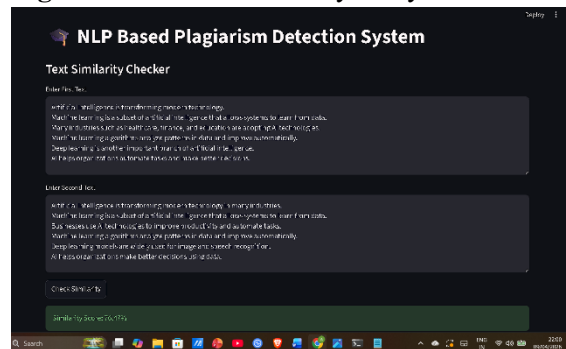 Deploy
NLP Based Plagiarism Detection System
Text Similarity Checker
Enter First Text
Artificial Intelligence is transforming modern technology.
Machine learning is a subset of artificial intelligence that allows systems to learn from data.
Many industries such as healthcare, finance, and education are adopting AI technologies.
Machine learning algorithms analyze patterns in data and improve automatically.
Deep learning is another important branch of artificial intelligence.
AI helps organizations automate tasks and make better decisions.
Enter Second Text
Artificial Intelligence is transforming modern technology in many industries.
Machine learning is a subset of artificial intelligence that allows systems to learn from data.
Businesses use AI technologies to improve productivity and automate tasks.
Machine learning algorithms analyze patterns in data and improve automatically.
Deep learning models are widely used for image and speech recognition.
AI helps organizations make better decisions using data.
Check Similarity
Similarity Score:
Search
ENG
IN
22:00